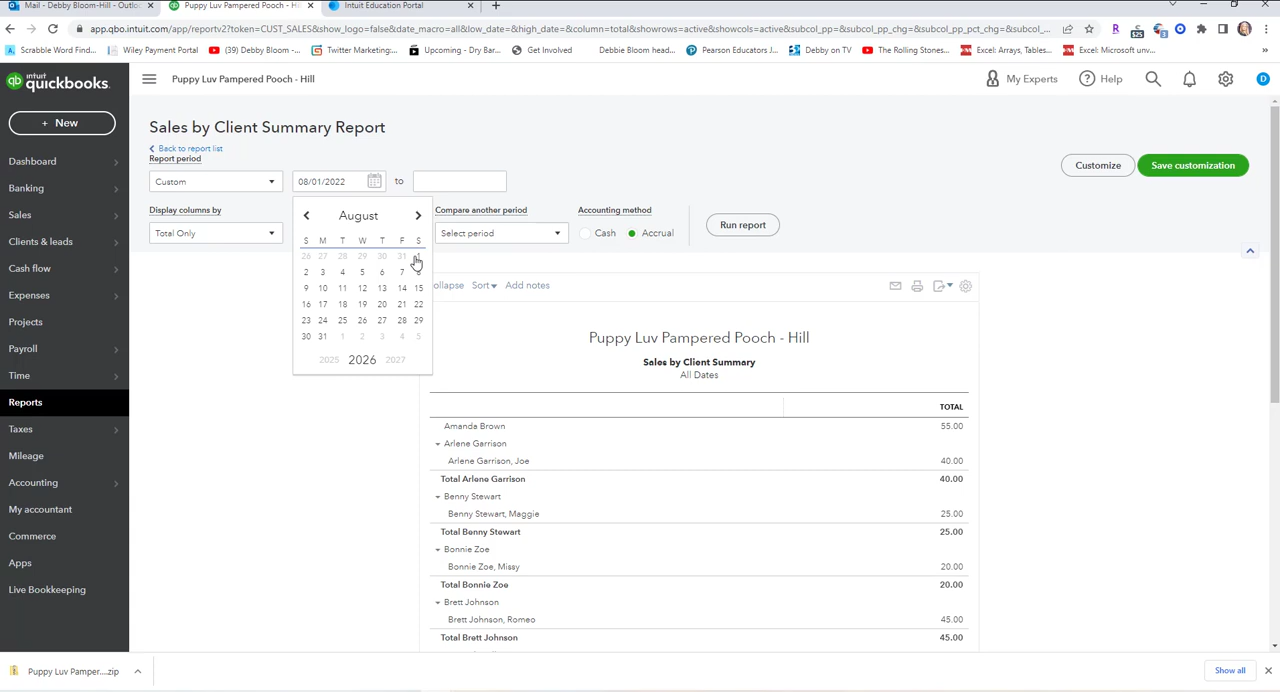 Mail - Debby Bloom-Hill - Outloo
Puppy Luv Pampered Pooch - Hill
Intuit Education Portal
app.qbo.intuit.com/app/reportv2?token=CUST_SALES&show_logo=false&date_macro=all&low_date=&high_date=&column=total&showrows=active&showcols=active&subcol_pp=&subcol_pp_chg=&subcol_pp_pct_chg=&subcol_py=&subc...
Scrabble Word Find...
Wiley Payment Portal
(39) Debby Bloom -...
Twitter Marketing:...
Upcoming - Dry Bar...
Get Involved
Debbie Bloom head...
Pearson Educators J...
Debby on TV
The Rolling Stones...
Excel: Arrays, Tables...
Excel: Microsoft unv...
intuit
quickbooks.
Puppy Luv Pampered Pooch - Hill
My Experts
Help
D
+ New
Dashboard
Banking
Sales
Clients & leads
Cash flow
Expenses
Projects
Payroll
Time
Reports
Taxes
Mileage
Accounting
My accountant
Commerce
Apps
Live Bookkeeping
Sales by Client Summary Report
Back to report list
Report period
Custom
08/01/2022
to
Customize
Save customization
Display columns by
Total Only
Compare another period
Select period
Accounting method
Cash
Accrual
Run report
August
S M T W T F S
26 27 28 29 30 31 1
2 3 4 5 6 7 8
9 10 11 12 13 14 15
16 17 18 19 20 21 22
23 24 25 26 27 28 29
30 31 1 2 3 4 5
2025 2026 2027
ollapse
Sort
Add notes
Puppy Luv Pampered Pooch - Hill
Sales by Client Summary
All Dates
TOTAL
Amanda Brown 55.00
Arlene Garrison
Arlene Garrison, Joe 40.00
Total Arlene Garrison 40.00
Benny Stewart
Benny Stewart, Maggie 25.00
Total Benny Stewart 25.00
Bonnie Zoe
Bonnie Zoe, Missy 20.00
Total Bonnie Zoe 20.00
Brett Johnson
Brett Johnson, Romeo 45.00
Total Brett Johnson 45.00
Puppy Luv Pamper....zip
Show all